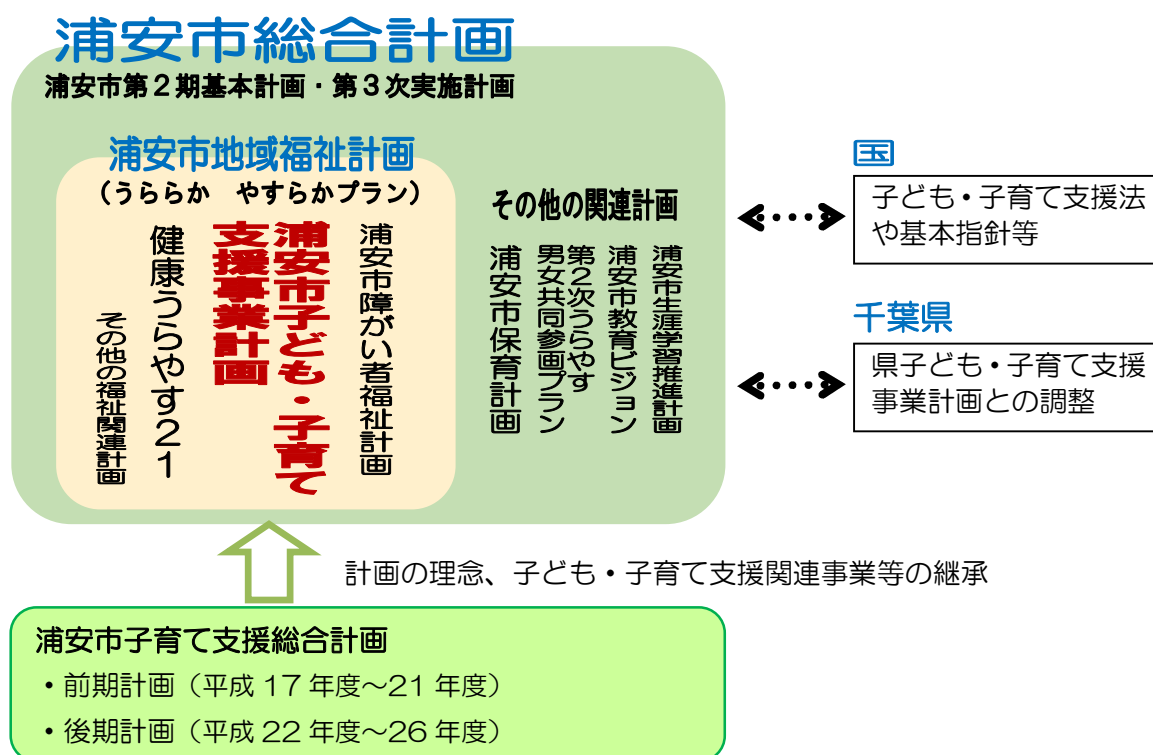 浦安市総合計画
浦安市第２期基本計画・第３次実施計画
浦安市地域福祉計画
（うららか　やすらかプラン）
浦安市障がい者福祉計画
浦安市子ども・子育て
支援事業計画
健康うらやす２１
その他の福祉関連計画
その他の関連計画
浦安市生涯学習推進計画
浦安市教育ビジョン
第２次うらやす
男女共同参画プラン
浦安市保育計画
国
子ども・子育て支援法
や基本指針等
千葉県
県子ども・子育て支援
事業計画との調整
計画の理念、子ども・子育て支援関連事業等の継承
浦安市子育て支援総合計画
・前期計画（平成 17 年度～21 年度）
・後期計画（平成 22 年度～26 年度）